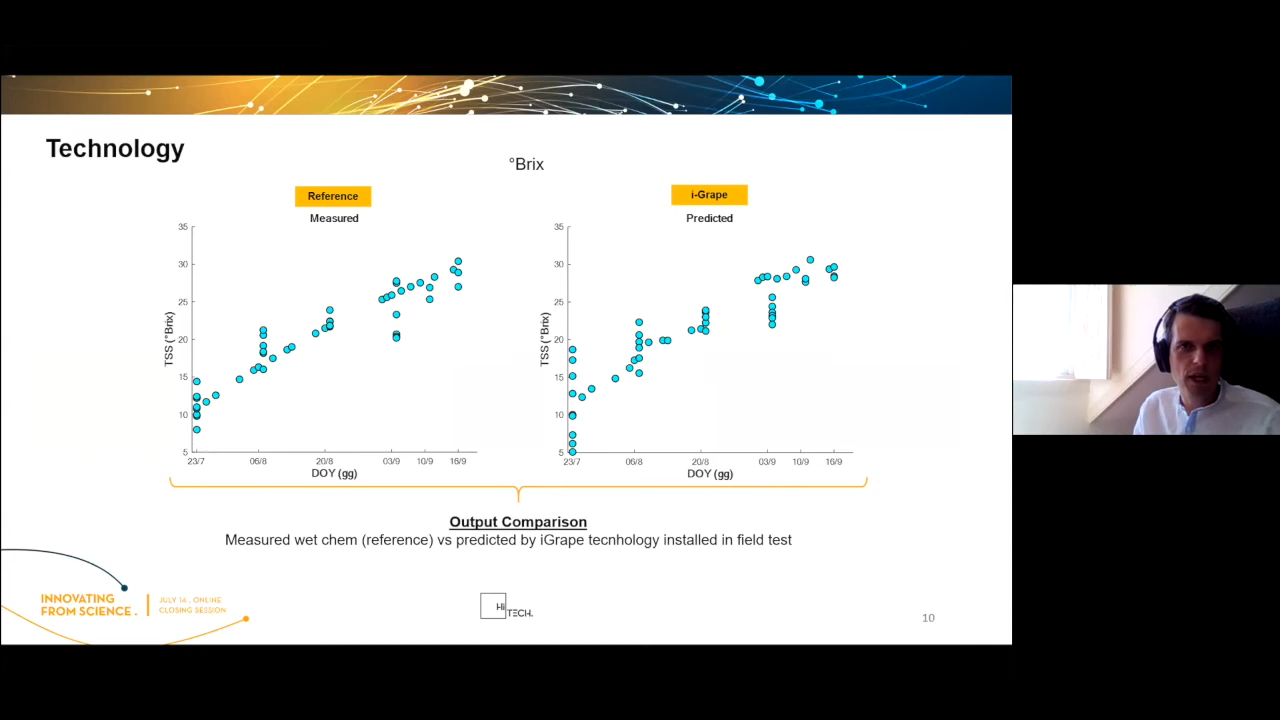 Technology
°Brix
Reference
Measured
35
30
25
20
15
10
5
TSS (°Brix)
23/7 06/8 20/8 03/9 10/9 16/9
DOY (gg)
i-Grape
Predicted
35
30
25
20
15
10
5
TSS (°Brix)
23/7 06/8 20/8 03/9 10/9 16/9
DOY (gg)
Output Comparison
Measured wet chem (reference) vs predicted by iGrape tecnhology installed in field test
INNOVATING
FROM SCIENCE.
JULY 14 . ONLINE
CLOSING SESSION
Hi
TECH.
10